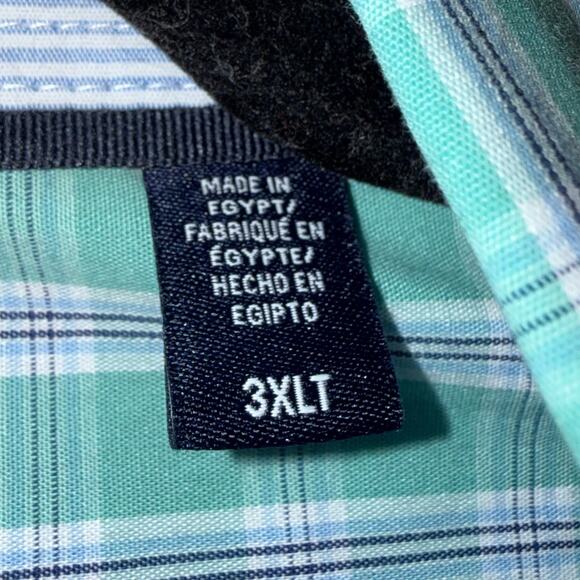 MADE IN
EGYPT/
FABRIQUÉ EN
ÉGYPTE/
HECHO EN
EGIPTO
3XLT